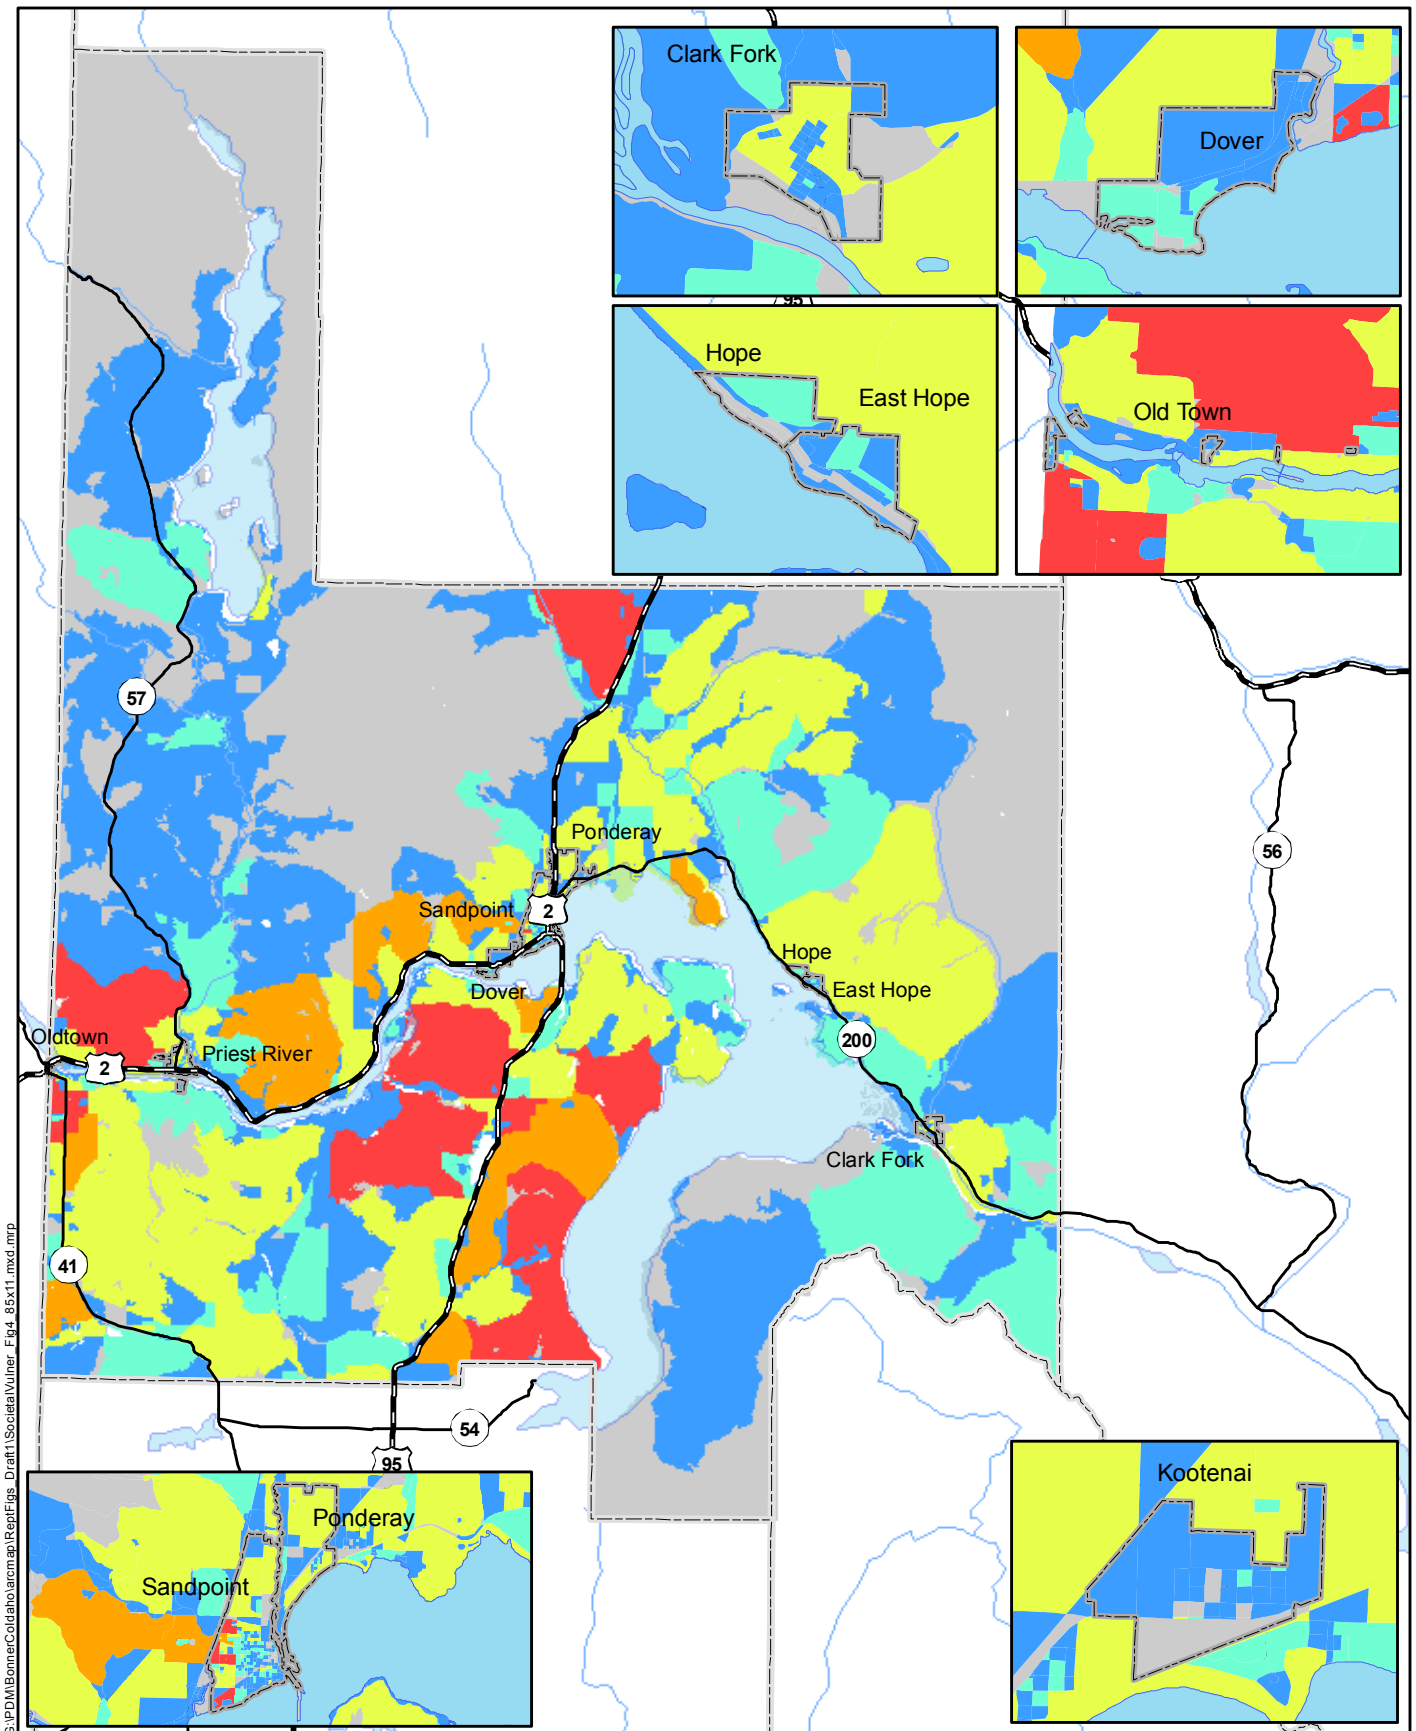 Clark Fork
Dover
95
Hope
East Hope
Old Town
57
Ponderay
56
Sandpoint
2
Hope
East Hope
Dover
Oldtown
2
Priest River
200
Clark Fork
41
54
95
Ponderay
Sandpoint
Kootenai
G:\PDM\BonnerCoIdaho\arcmap\ReptFigs_Draft1\SocietalVulner_Fig4_85x11.mxd.mrp